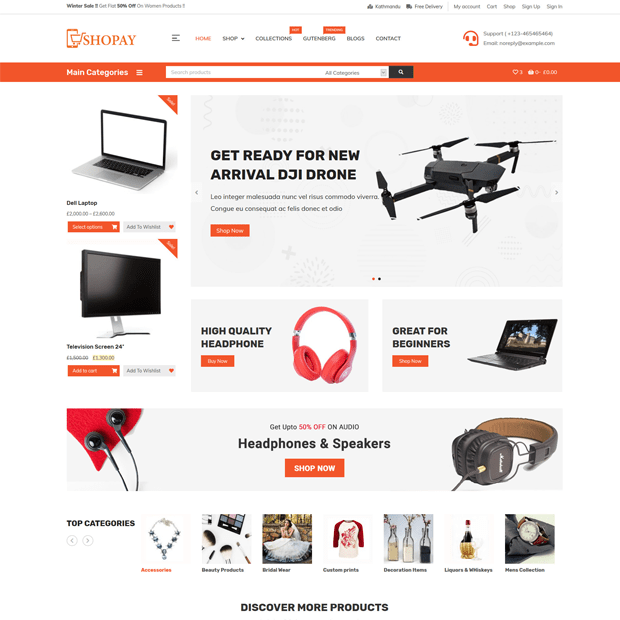 Winter Sale !! Get Flat 50% Off On Women Products !!
Kathmandu Free Delivery My account Cart Shop Sign Up Sign In
SHOPAY
HOME SHOP COLLECTIONS GUTENBERG BLOGS CONTACT
HOT
TRENDING
Support ( +123-465465464)
Email: noreply@example.com
Main Categories
Search products
All Categories
3 0- £0.00
Sale!
Dell Laptop
£2,000.00 – £2,800.00
Select options Add To Wishlist
Sale!
Television Screen 24"
£1,500.00 £1,300.00
Add to cart Add To Wishlist
GET READY FOR NEW
ARRIVAL DJI DRONE
Leo integer malesuada nunc vel risus commodo viverra.
Congue eu consequat ac felis donec et odio
Shop Now
HIGH QUALITY
HEADPHONE
Buy Now
GREAT FOR
BEGINNERS
Shop Now
Get Upto 50% OFF ON AUDIO
Headphones & Speakers
SHOP NOW
Marshall
TOP CATEGORIES
Accessories
Beauty Products
Bridal Wear
Custom prints
Decoration Items
Liquors & WHiskeys
Mens Collection
DISCOVER MORE PRODUCTS